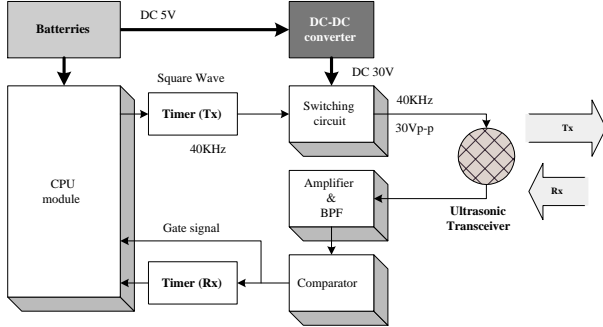 Batterries
DC 5V
DC-DC
converter
DC 30V
Square Wave
Timer (Tx)
40KHz
Switching
circuit
40KHz
30Vp-p
Tx
Rx
CPU
module
Amplifier
&
BPF
Ultrasonic
Transceiver
Gate signal
Timer (Rx)
Comparator